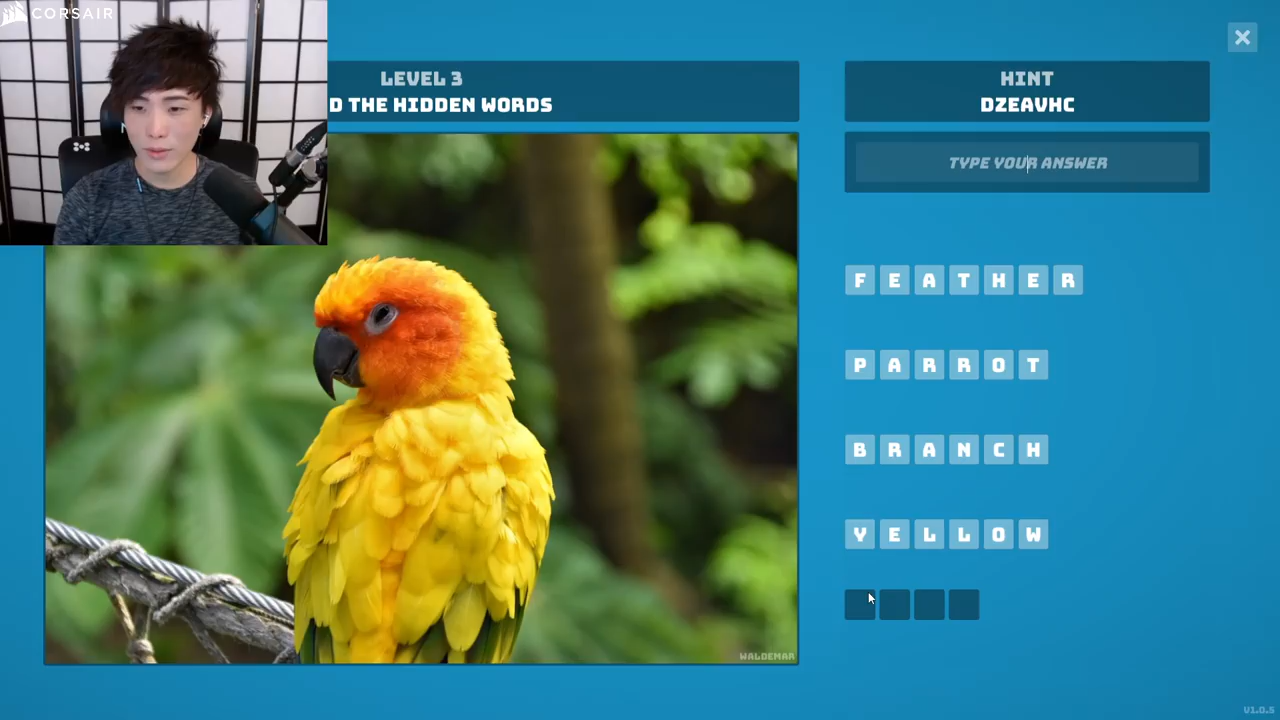 CORSAIR
LEVEL 3
D THE HIDDEN WORDS
HINT
DZEAVHC
TYPE YOUR ANSWER
FEATHER
PARROT
BRANCH
YELLOW
WALDEMAR
V1.0.5